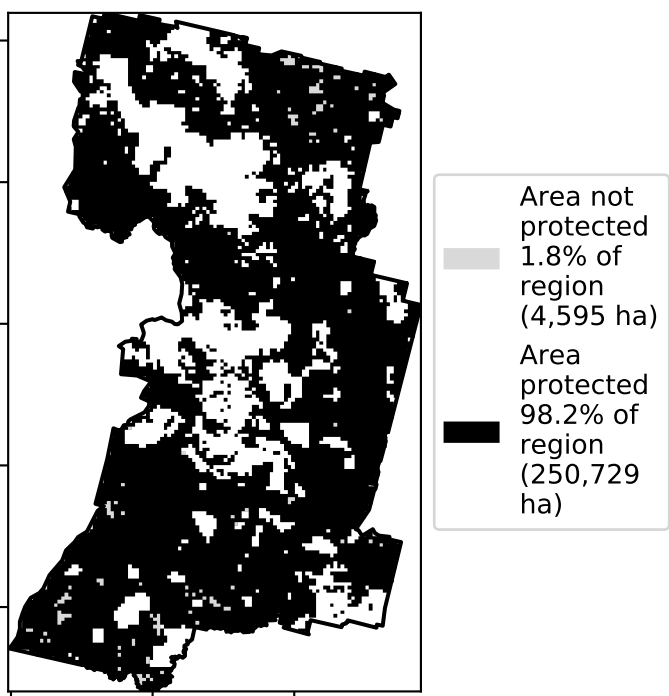 Area not
protected
1.8% of
region
(4,595 ha)
Area
protected
98.2% of
region
(250,729
ha)